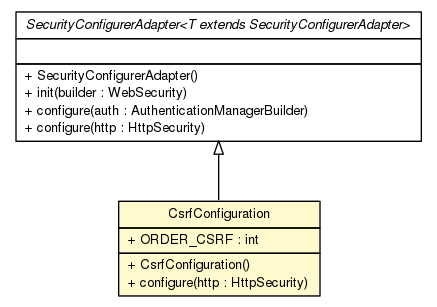 SecurityConfigurerAdapter<T extends SecurityConfigurerAdapter>
+ SecurityConfigurerAdapter()
+ init(builder : WebSecurity)
+ configure(auth : AuthenticationManagerBuilder)
+ configure(http : HttpSecurity)
CsrfConfiguration
+ ORDER_CSRF : int
+ CsrfConfiguration()
+ configure(http : HttpSecurity)